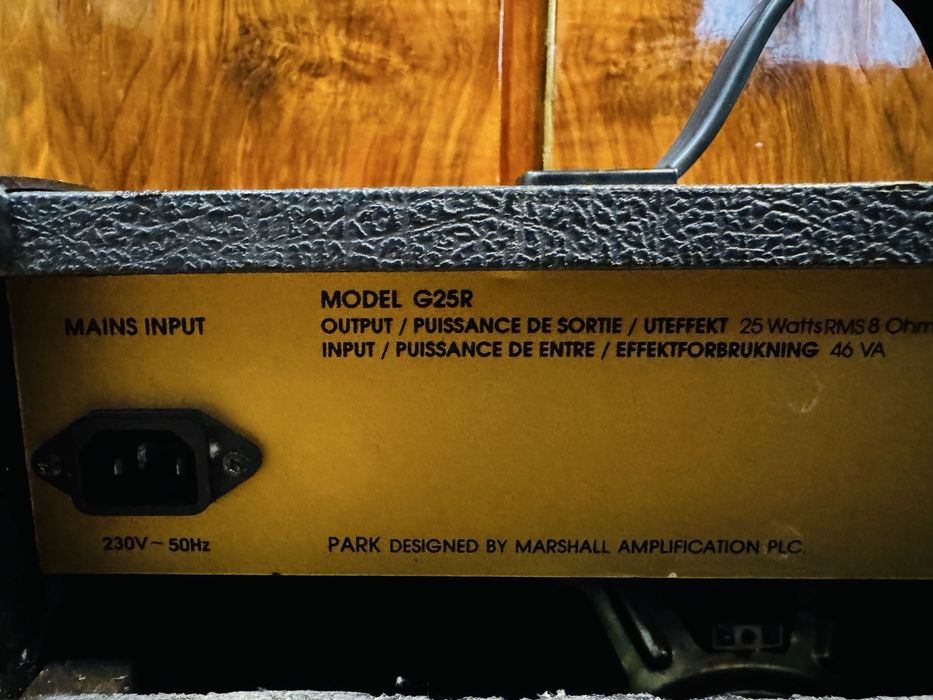 MODEL G25R
MAINS INPUT
OUTPUT / PUISSANCE DE SORTIE / UTEFFEKT 25 Watts RMS 8 Ohm
INPUT / PUISSANCE DE ENTRE / EFFEKTFORBRUKNING 46 VA
230V~ 50Hz
PARK DESIGNED BY MARSHALL AMPLIFICATION PLC.